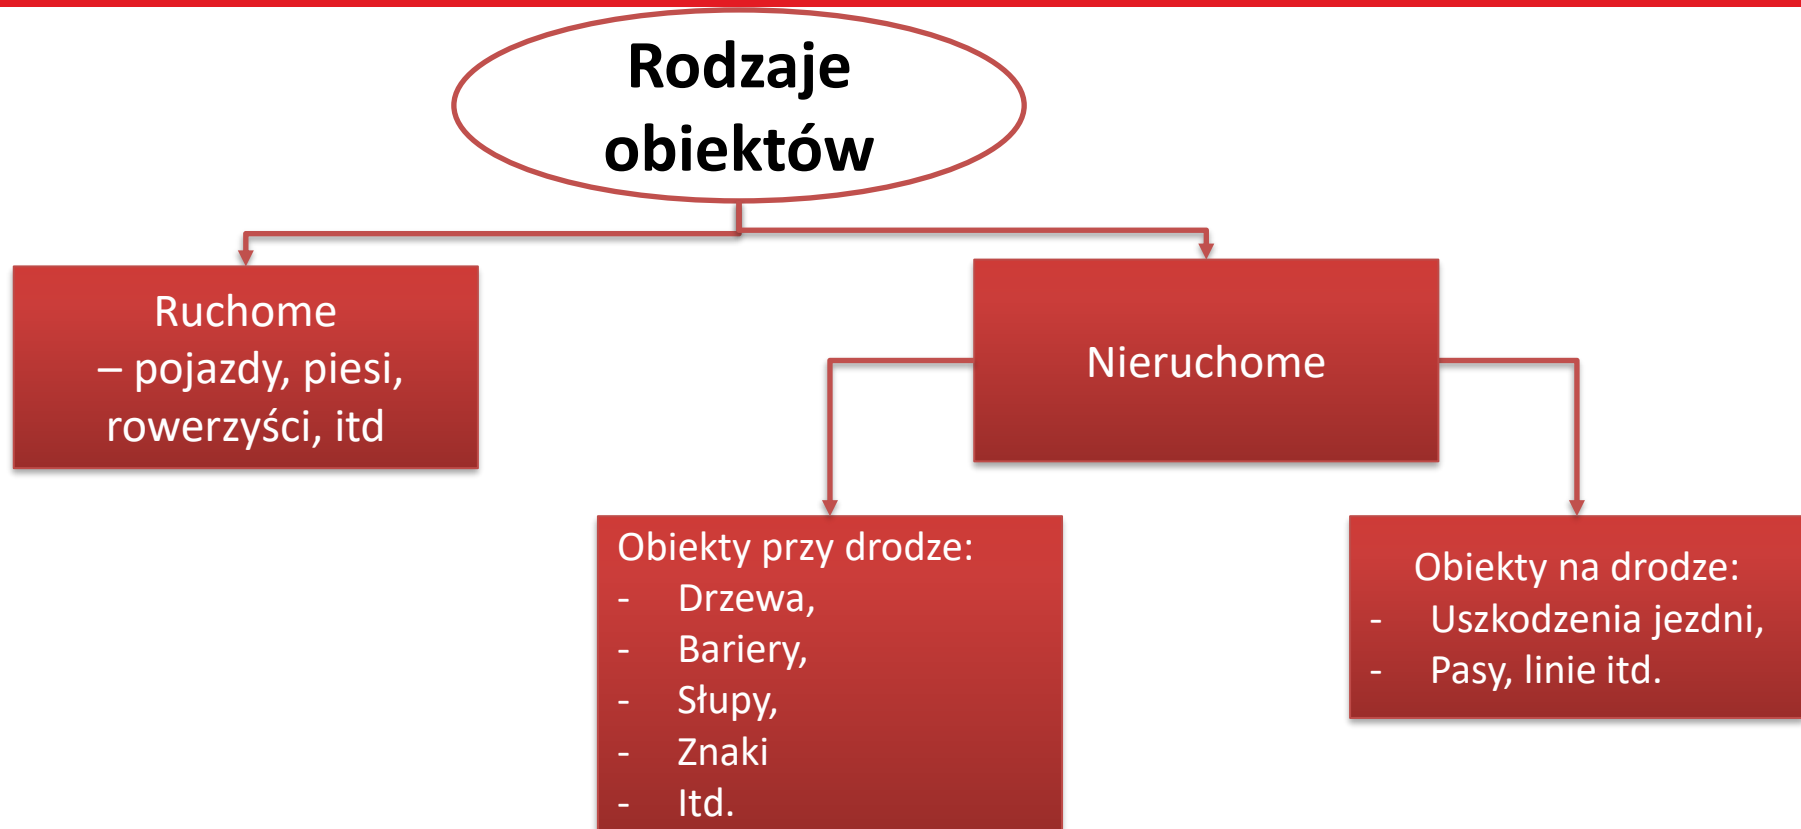 Rodzaje
obiektów
Ruchome
– pojazdy, piesi,
rowerzyści, itd
Nieruchome
Obiekty przy drodze:
- Drzewa,
- Bariery,
- Słupy,
- Znaki
- Itd.
Obiekty na drodze:
- Uszkodzenia jezdni,
- Pasy, linie itd.